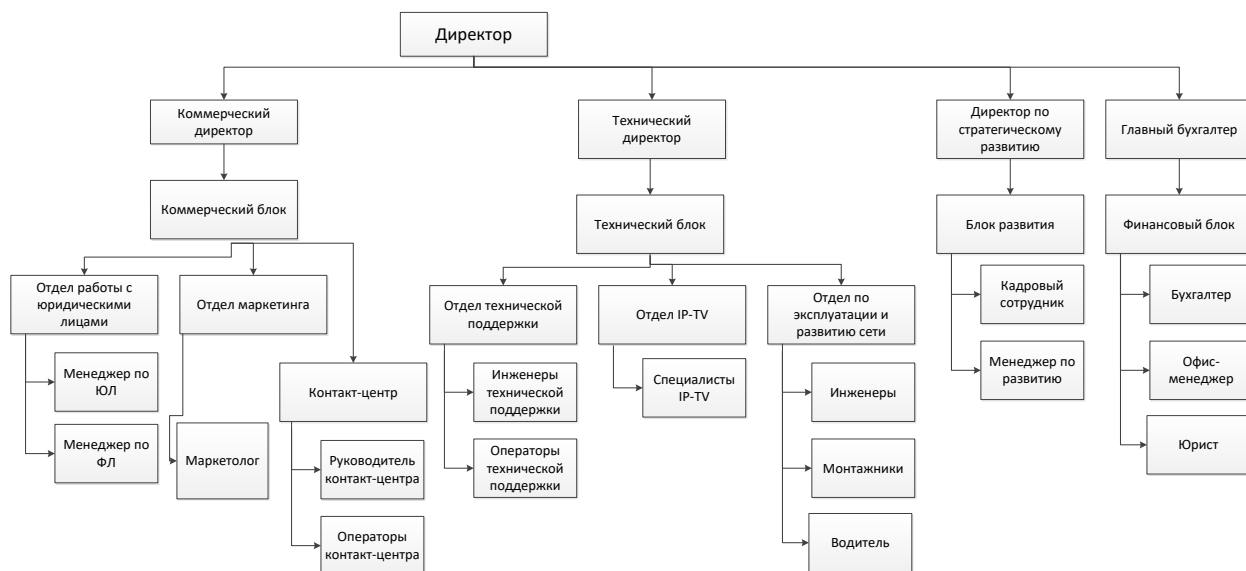 Директор
Коммерческий
директор
Технический
директор
Директор по
стратегическому
развитию
Главный бухгалтер
Коммерческий блок
Технический блок
Блок развития
Финансовый блок
Отдел работы с
юридическими
лицами
Отдел маркетинга
Отдел технической
поддержки
Отдел IP-TV
Отдел по
эксплуатации и
развитию сети
Кадровый
сотрудник
Бухгалтер
Менеджер по
ЮЛ
Контакт-центр
Инженеры
технической
поддержки
Специалисты
IP-TV
Инженеры
Менеджер по
развитию
Офис-
менеджер
Менеджер по
ФЛ
Маркетолог
Руководитель
контакт-центра
Операторы
технической
поддержки
Монтажники
Юрист
Операторы
контакт-центра
Водитель